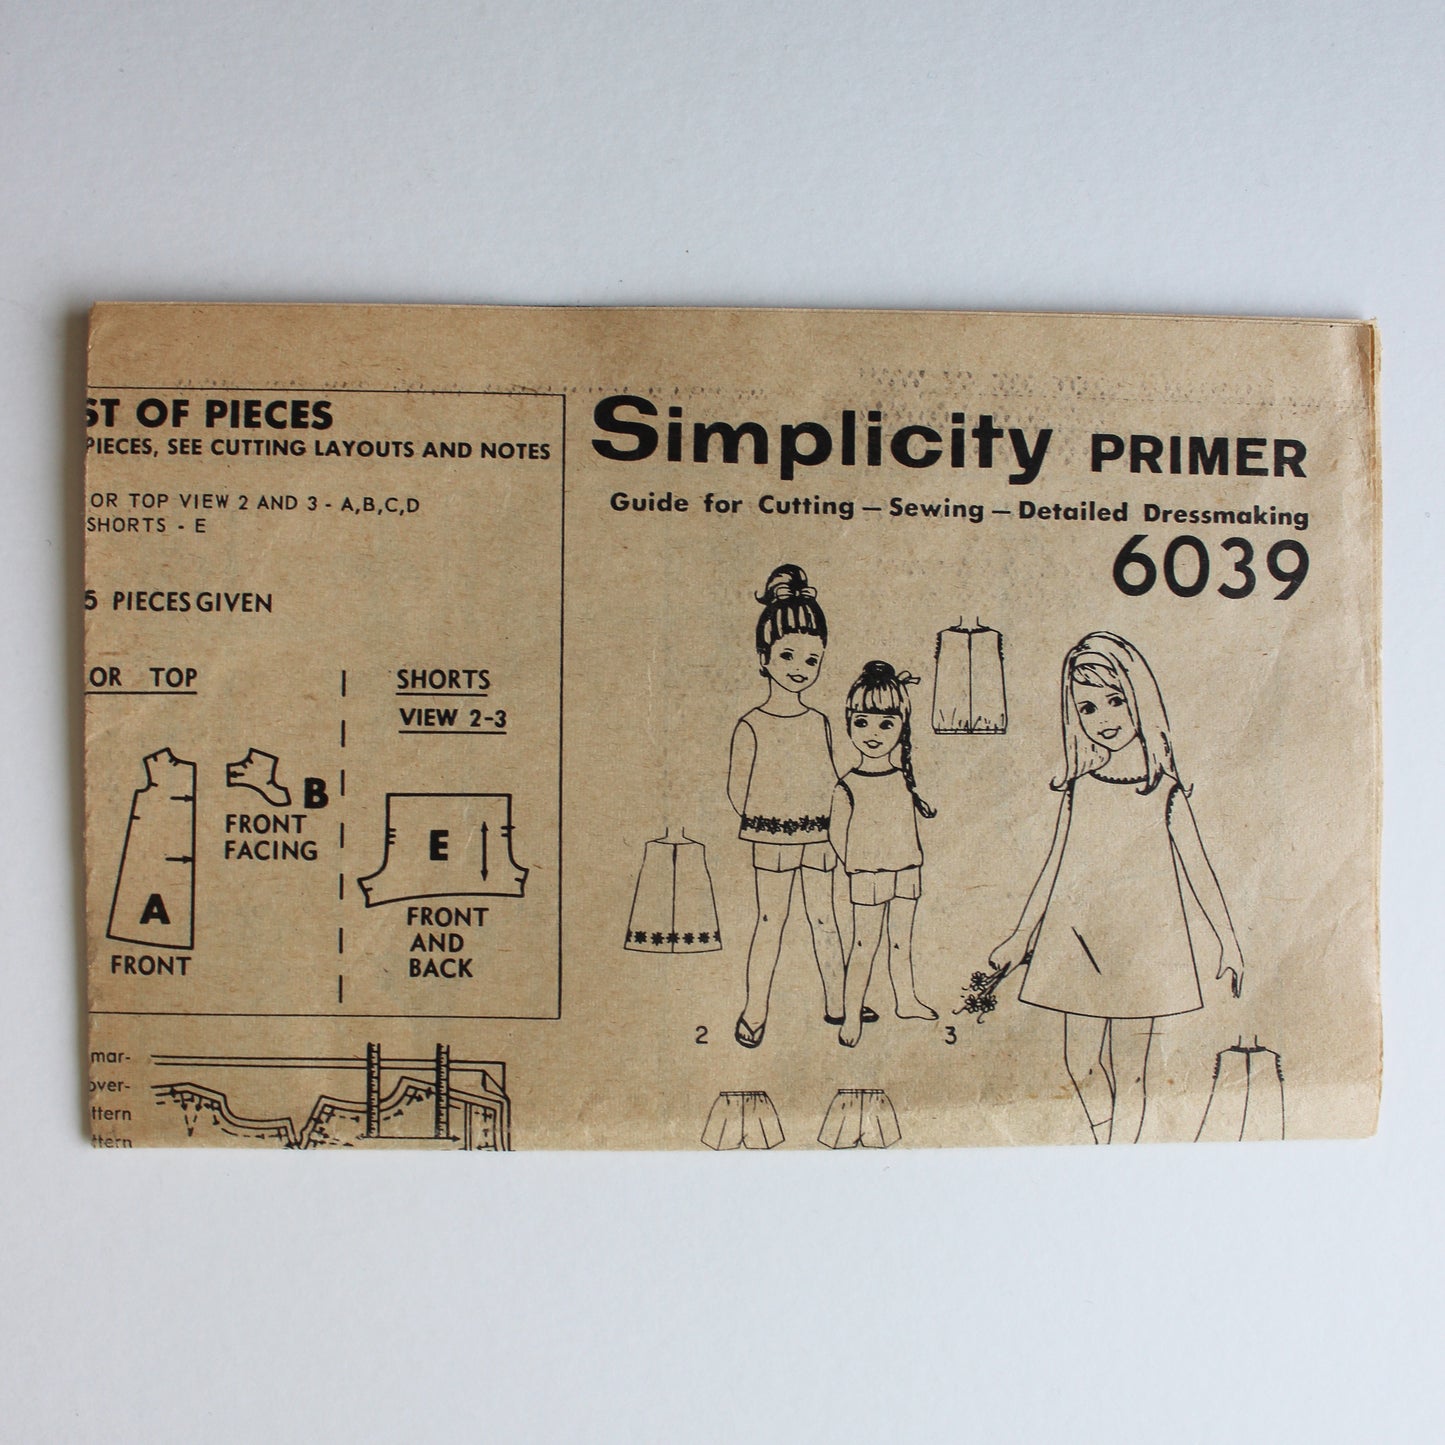 ST OF PIECES
PIECES, SEE CUTTING LAYOUTS AND NOTES
OR TOP VIEW 2 AND 3 - A,B,C,D
SHORTS - E
5 PIECES GIVEN
OR TOP
SHORTS
VIEW 2-3
B
FRONT
FACING
A
FRONT
E
FRONT
AND
BACK
mar-
over-
ttern
ttern
Simplicity PRIMER
Guide for Cutting — Sewing — Detailed Dressmaking
6039
2
3